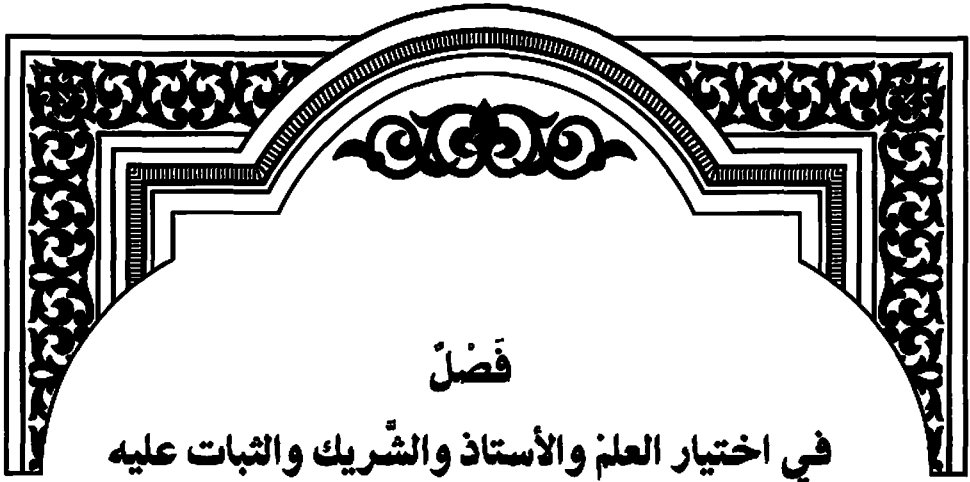 فَصْلٌ
في اختيار العلم والأستاذ والشَّريك والثبات عليه